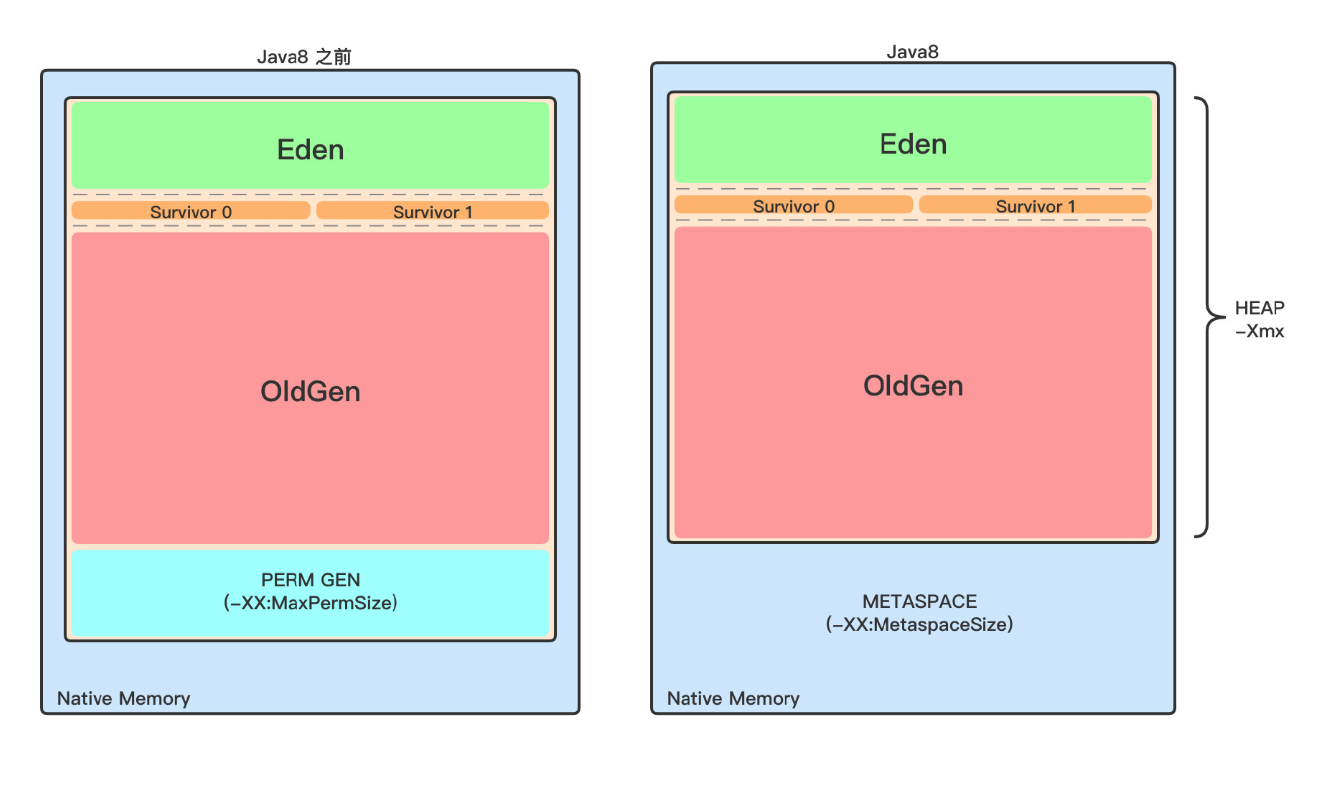 Java8 之前
Eden
Survivor 0
Survivor 1
OldGen
PERM GEN
(-XX:MaxPermSize)
Native Memory
Java8
Eden
Survivor 0
Survivor 1
OldGen
METASPACE
(-XX:MetaspaceSize)
Native Memory
HEAP
-Xmx